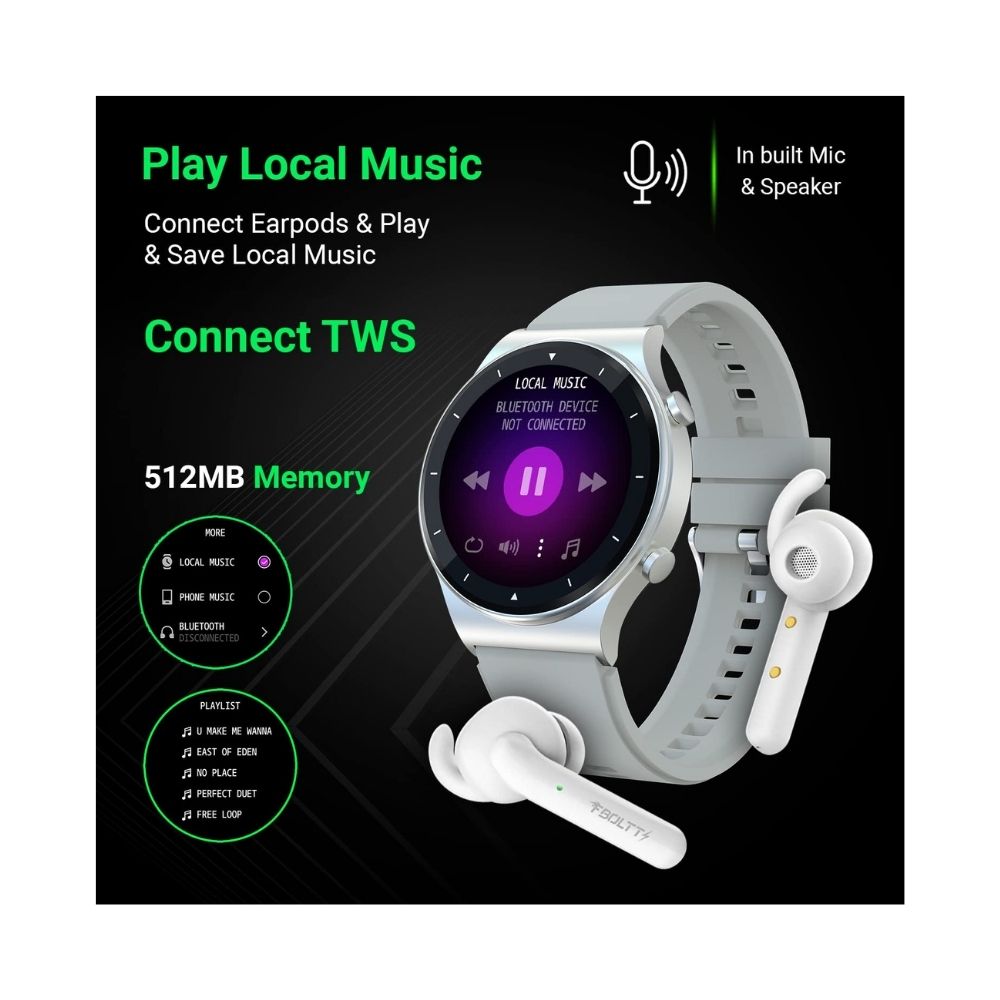 Play Local Music
Connect Earpods & Play
& Save Local Music
In built Mic
& Speaker
Connect TWS
512MB Memory
MORE
LOCAL MUSIC
PHONE MUSIC
BLUETOOTH
DISCONNECTED
PLAYLIST
U MAKE ME WANNA
EAST OF EDEN
NO PLACE
PERFECT DUET
FREE LOOP
LOCAL MUSIC
BLUETOOTH DEVICE
NOT CONNECTED
BOLTT